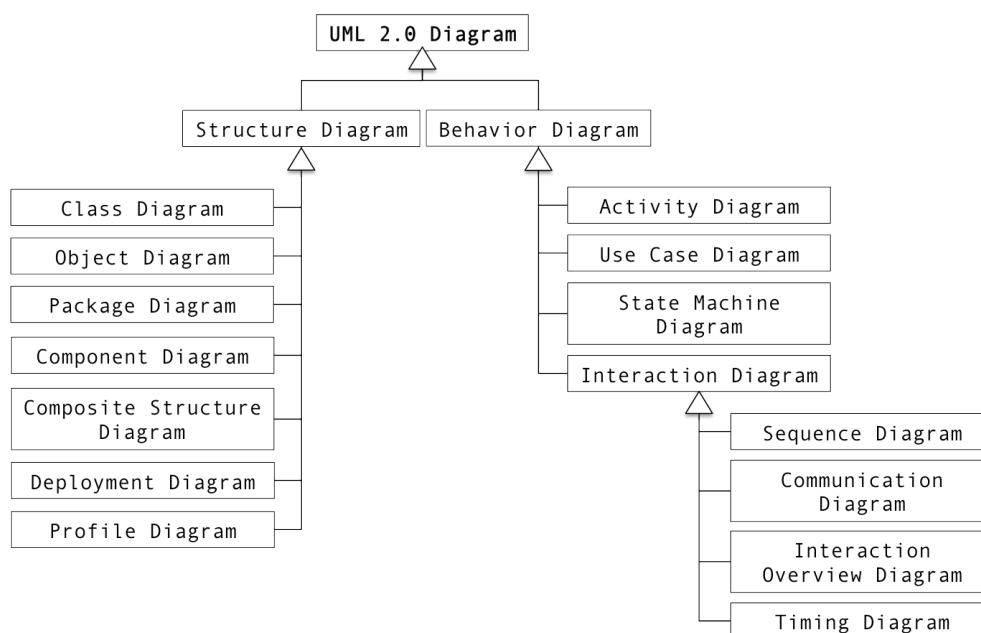 UML 2.0 Diagram
Structure Diagram
Behavior Diagram
Class Diagram
Object Diagram
Package Diagram
Component Diagram
Composite Structure
Diagram
Deployment Diagram
Profile Diagram
Activity Diagram
Use Case Diagram
State Machine
Diagram
Interaction Diagram
Sequence Diagram
Communication
Diagram
Interaction
Overview Diagram
Timing Diagram